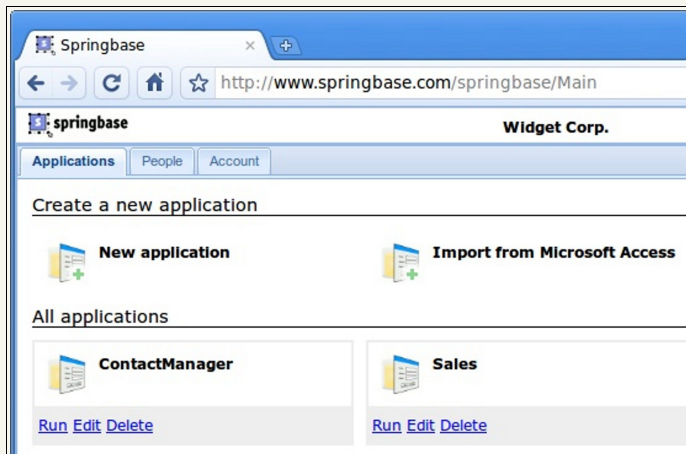 Springbase
http://www.springbase.com/springbase/Main
springbase
Widget Corp.
Applications People Account
Create a new application
New application Import from Microsoft Access
All applications
ContactManager Sales
Run Edit Delete Run Edit Delete